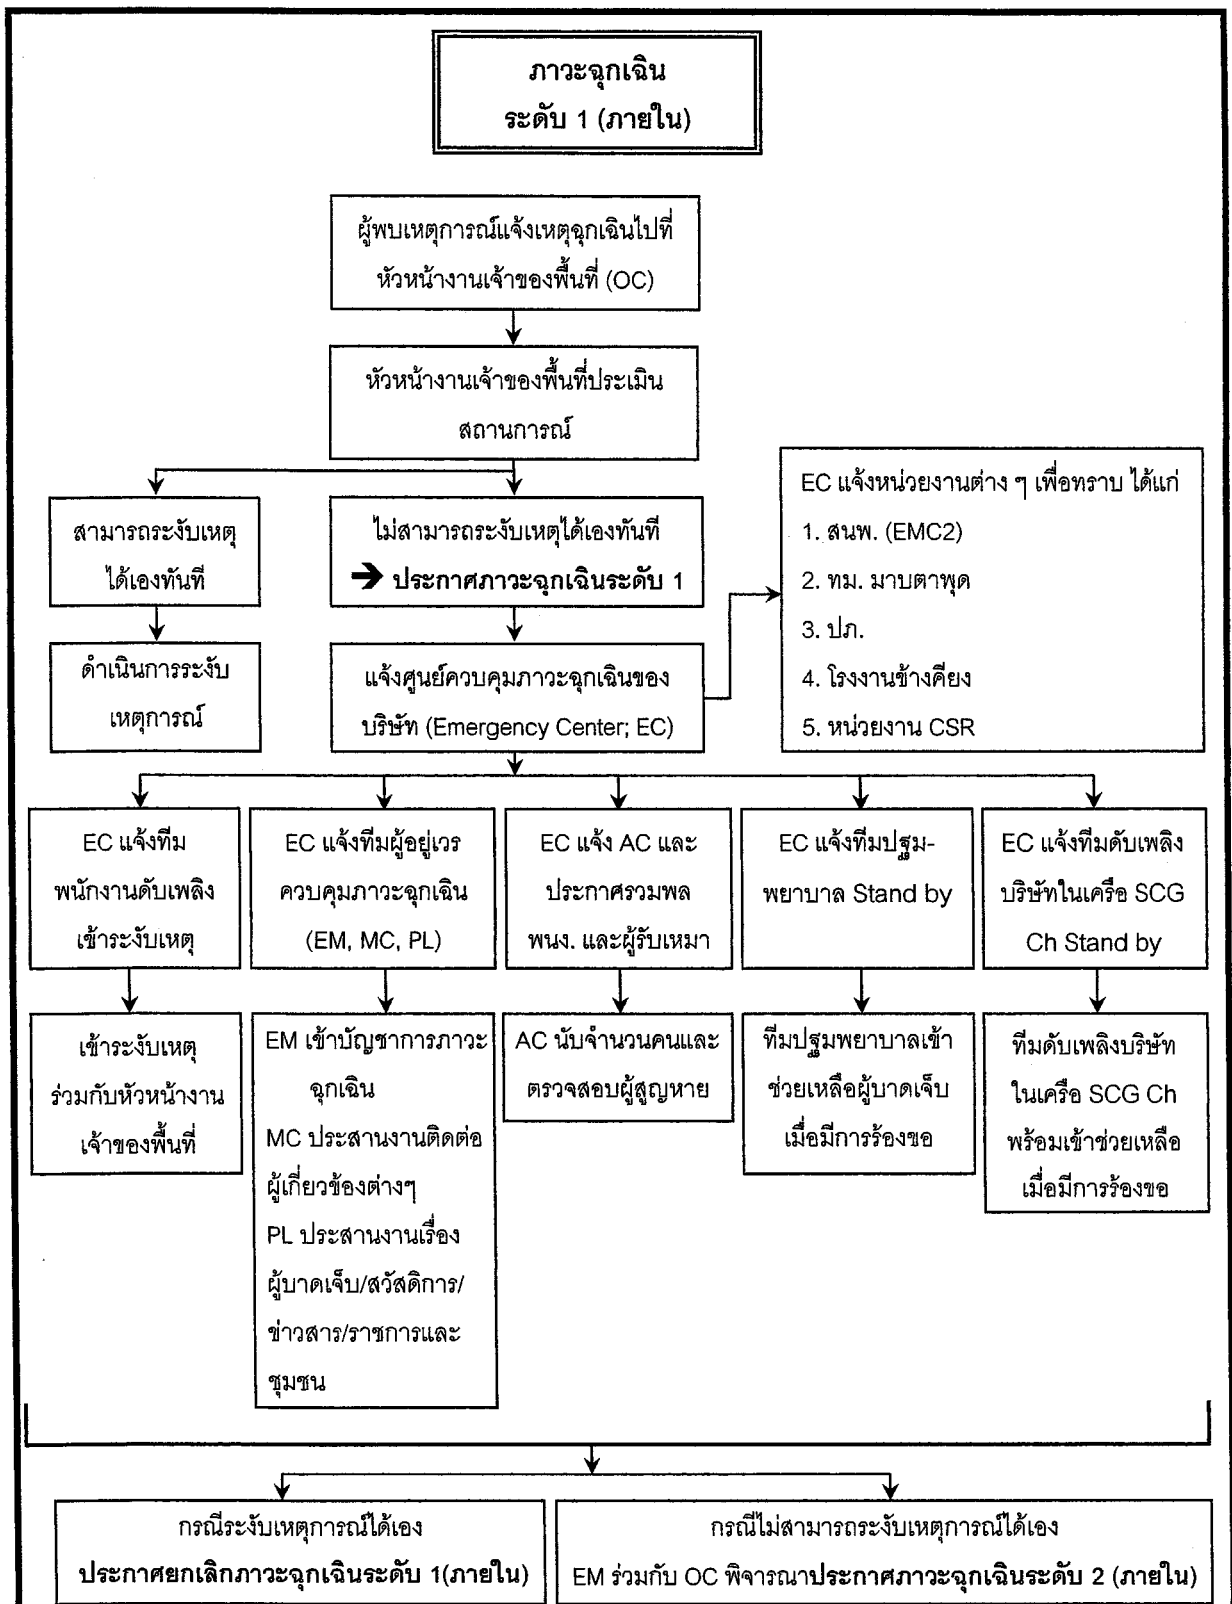 ภาวะฉุกเฉิน
ระดับ 1 (ภายใน)
ผู้พบเหตุการณ์แจ้งเหตุฉุกเฉินไปที่
หัวหน้างานเจ้าของพื้นที่ (OC)
หัวหน้างานเจ้าของพื้นที่ประเมิน
สถานการณ์
สามารถระงับเหตุ
ได้เองทันที
ไม่สามารถระงับเหตุได้เองทันที
➔ ประกาศภาวะฉุกเฉินระดับ 1
EC แจ้งหน่วยงานต่าง ๆ เพื่อทราบ ได้แก่
1. สนพ. (EMC2)
2. ทม. มาบตาพุด
3. ปภ.
4. โรงงานข้างคียง
5. หน่วยงาน CSR
ดำเนินการระงับ
เหตุการณ์
แจ้งศูนย์ควบคุมภาวะฉุกเฉินของ
บริษัท (Emergency Center; EC)
EC แจ้งทีม
พนักงานดับเพลิง
เข้าระงับเหตุ
EC แจ้งทีมผู้อยู่เวร
ควบคุมภาวะฉุกเฉิน
(EM, MC, PL)
EC แจ้ง AC และ
ประกาศรวมพล
พนง. และผู้รับเหมา
EC แจ้งทีมปฐม-
พยาบาล Stand by
EC แจ้งทีมดับเพลิง
บริษัทในเครือ SCG
Ch Stand by
เข้าระงับเหตุ
ร่วมกับหัวหน้างาน
เจ้าของพื้นที่
EM เข้าบัญชาการภาวะ
ฉุกเฉิน
MC ประสานงานติดต่อ
ผู้เกี่ยวข้องต่างๆ
PL ประสานงานเรื่อง
ผู้บาดเจ็บ/สวัสดิการ/
ข่าวสาร/ราชการและ
ชุมชน
AC นับจำนวนคนและ
ตรวจสอบผู้สูญหาย
ทีมปฐมพยาบาลเข้า
ช่วยเหลือผู้บาดเจ็บ
เมื่อมีการร้องขอ
ทีมดับเพลิงบริษัท
ในเครือ SCG Ch
พร้อมเข้าช่วยเหลือ
เมื่อมีการร้องขอ
กรณีระงับเหตุการณ์ได้เอง
ประกาศยกเลิกภาวะฉุกเฉินระดับ 1(ภายใน)
กรณีไม่สามารถระงับเหตุการณ์ได้เอง
EM ร่วมกับ OC พิจารณาประกาศภาวะฉุกเฉินระดับ 2 (ภายใน)